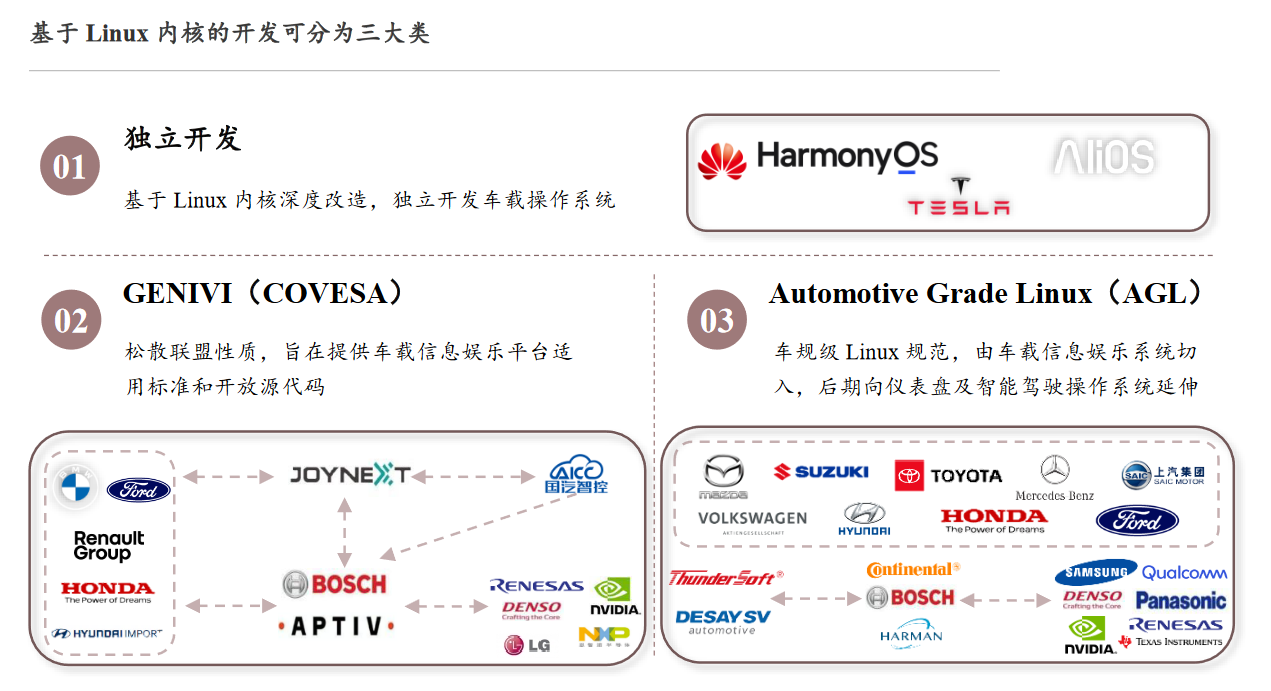 基于 Linux 内核的开发可分为三大类
01
独立开发
基于 Linux 内核深度改造，独立开发车载操作系统
HarmonyOS
AliOS
TESLA
02
GENIVI（COVESA）
松散联盟性质，旨在提供车载信息娱乐平台适
用标准和开放源代码
Ford
Renault
Group
HONDA
The Power of Dreams
HYUNDAI IMPORT
JOYNEXT
AICC
国汽智控
BOSCH
·APTIV·
RENESAS
DENSO
Crafting the Core
NVIDIA.
LG
NXP
03
Automotive Grade Linux（AGL）
车规级 Linux 规范，由车载信息娱乐系统切
入，后期向仪表盘及智能驾驶操作系统延伸
mazda
SUZUKI
TOYOTA
Mercedes Benz
SAIC
上汽集团
SAIC MOTOR
VOLKSWAGEN
AKTIENGESELLSCHAFT
HYUNDAI
HONDA
The Power of Dreams
Ford
ThunderSoft®
DESAY SV
automotive
Continental®
BOSCH
HARMAN
SAMSUNG
Qualcomm
DENSO
Crafting the Core
Panasonic
NVIDIA.
RENESAS
TEXAS INSTRUMENTS